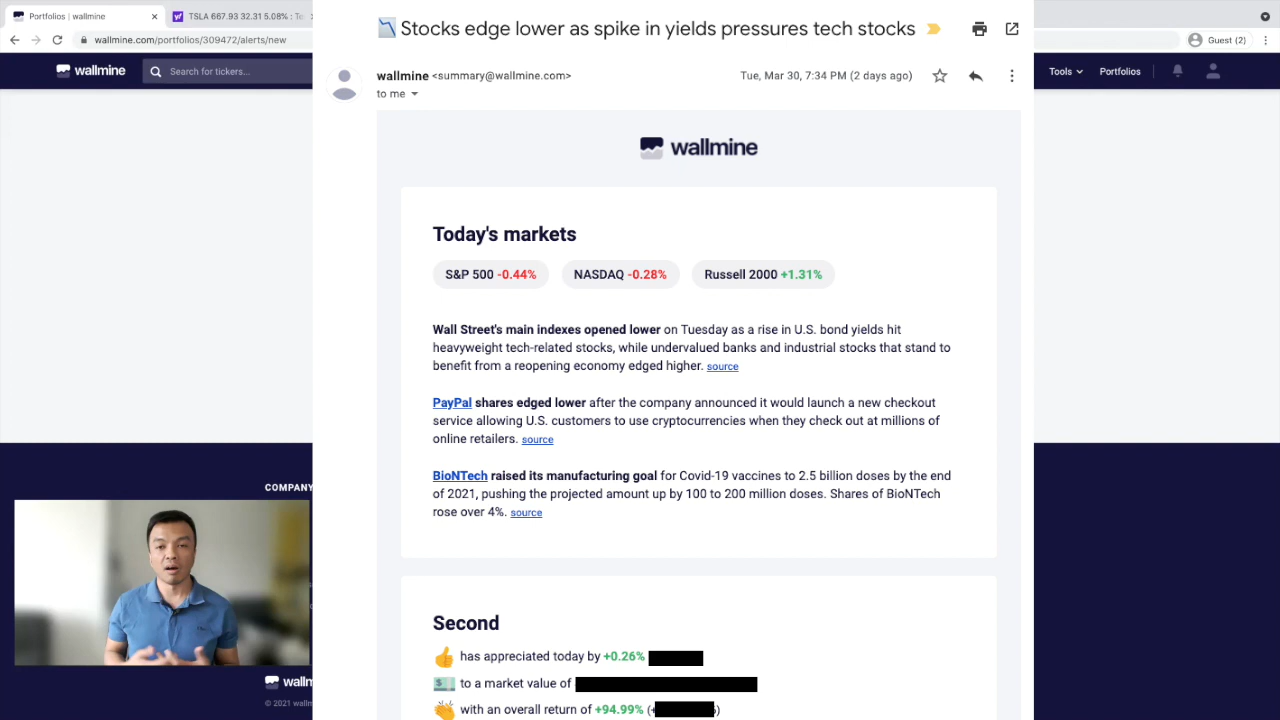 Portfolios | wallmine
TSLA 667.93 32.31 5.08% : Te
wallmine.com/portfolios/309472/alerts/new
Guest (2)
wallmine
Search for tickers...
Tools
Portfolios
Stocks edge lower as spike in yields pressures tech stocks
wallmine <summary@wallmine.com>
Tue, Mar 30, 7:34 PM (2 days ago)
to me
wallmine
Today's markets
S&P 500 -0.44%
NASDAQ -0.28%
Russell 2000 +1.31%
Wall Street's main indexes opened lower on Tuesday as a rise in U.S. bond yields hit
heavyweight tech-related stocks, while undervalued banks and industrial stocks that stand to
benefit from a reopening economy edged higher. source
PayPal shares edged lower after the company announced it would launch a new checkout
service allowing U.S. customers to use cryptocurrencies when they check out at millions of
online retailers. source
BioNTech raised its manufacturing goal for Covid-19 vaccines to 2.5 billion doses by the end
of 2021, pushing the projected amount up by 100 to 200 million doses. Shares of BioNTech
rose over 4%. source
Second
has appreciated today by +0.26%
to a market value of
with an overall return of +94.99% (+
COMPANY
wallm
© 2021 wallm